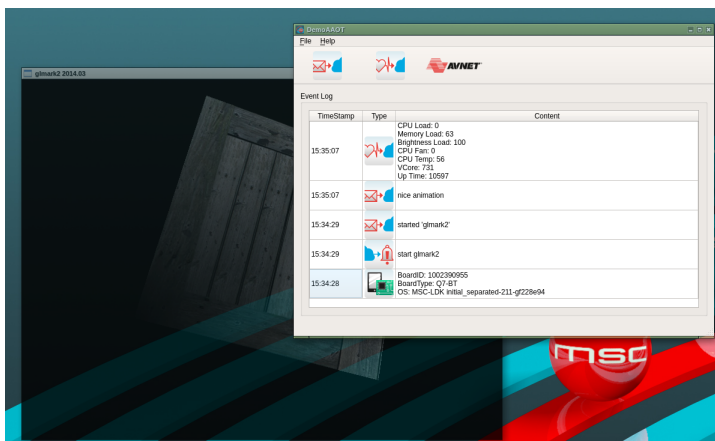 DemoAAOT
File Help
AVNET
glmark2 2014.03
Event Log
TimeStamp Type Content
15:35:07
CPU Load: 0
Memory Load: 63
Brightness Load: 100
CPU Fan: 0
CPU Temp: 56
VCore: 731
Up Time: 10597
15:35:07 nice animation
15:34:29 started 'glmark2'
15:34:29 start glmark2
15:34:28
BoardID: 1002390955
BoardType: Q7-BT
OS: MSC-LDK initial_separated-211-gf228e94
msc